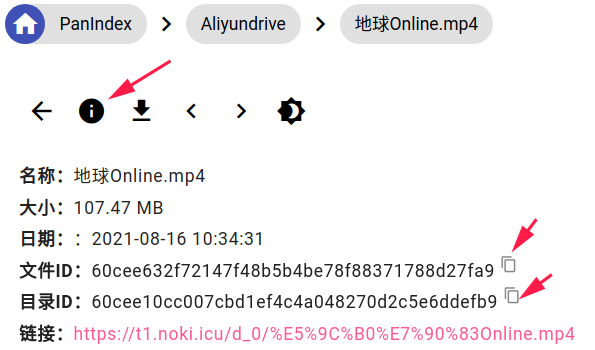 PanIndex > Aliyundrive > 地球Online.mp4
名称：地球Online.mp4
大小：107.47 MB
日期：：2021-08-16 10:34:31
文件ID：60cee632f72147f48b5b4be78f88371788d27fa9
目录ID：60cee10cc007cbd1ef4c4a048270d2c5e6ddefb9
链接：https://t1.noki.icu/d_0/%E5%9C%B0%E7%90%83Online.mp4